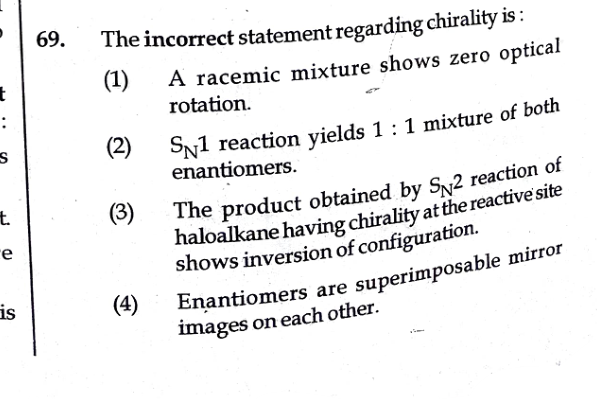 69. The incorrect statement regarding chirality is :
(1) A racemic mixture shows zero optical
rotation.
(2) SN1 reaction yields 1 : 1 mixture of both
enantiomers.
(3) The product obtained by SN2 reaction of
haloalkane having chirality at the reactive site
shows inversion of configuration.
(4) Enantiomers are superimposable mirror
images on each other.
t
:
s
t.
e
is